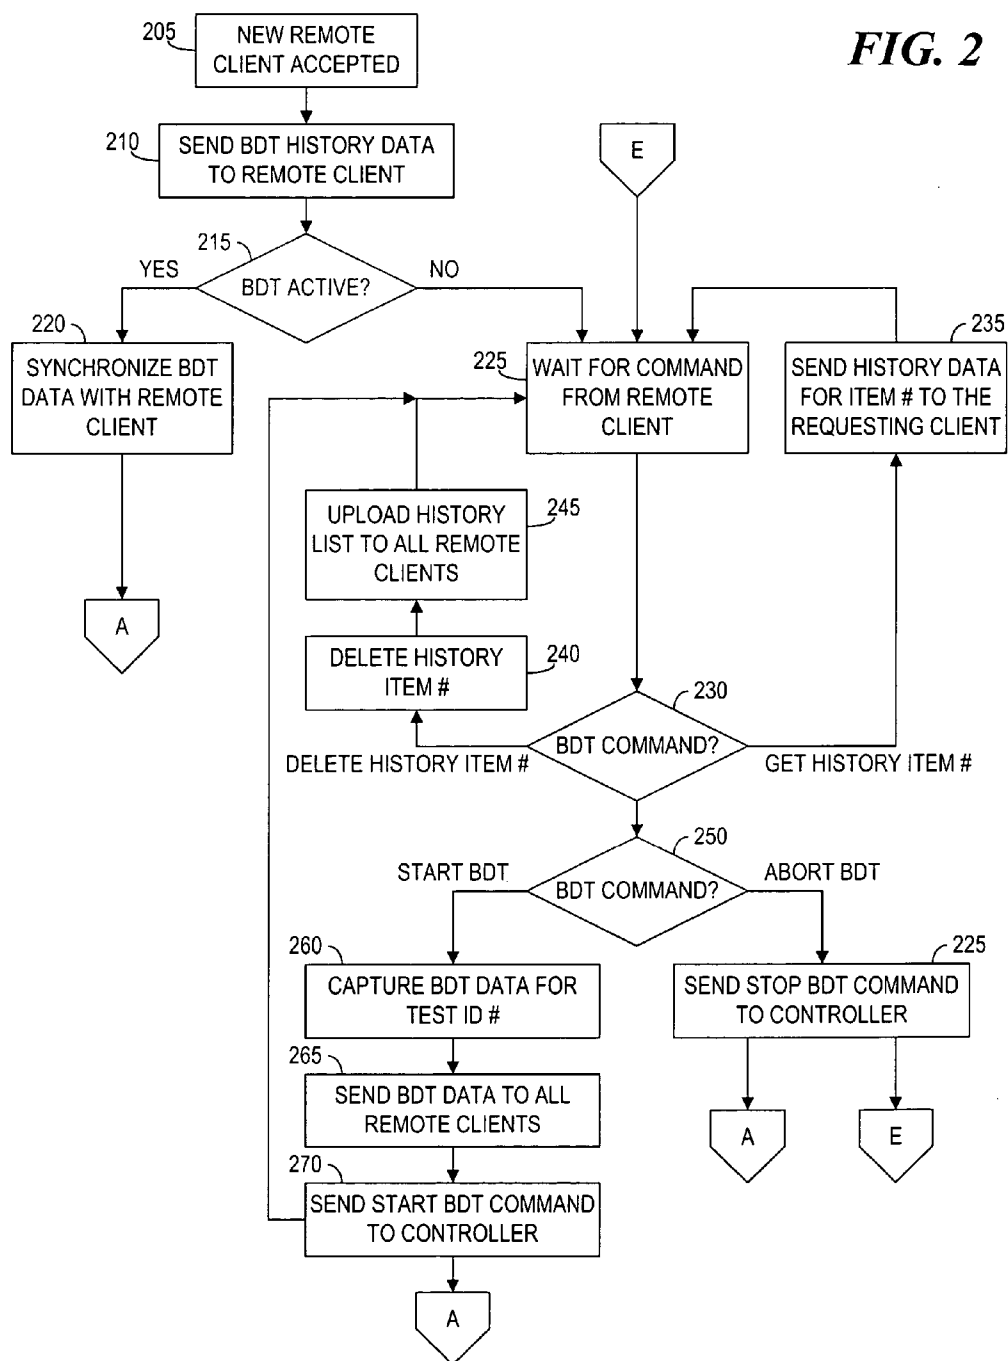 FIG. 2
205
NEW REMOTE
CLIENT ACCEPTED
210
SEND BDT HISTORY DATA
TO REMOTE CLIENT
E
215
BDT ACTIVE?
YES
NO
220
SYNCHRONIZE BDT
DATA WITH REMOTE
CLIENT
225
WAIT FOR COMMAND
FROM REMOTE
CLIENT
235
SEND HISTORY DATA
FOR ITEM # TO THE
REQUESTING CLIENT
245
UPLOAD HISTORY
LIST TO ALL REMOTE
CLIENTS
A
240
DELETE HISTORY
ITEM #
230
BDT COMMAND?
DELETE HISTORY ITEM #
GET HISTORY ITEM #
250
BDT COMMAND?
START BDT
ABORT BDT
260
CAPTURE BDT DATA FOR
TEST ID #
225
SEND STOP BDT COMMAND
TO CONTROLLER
265
SEND BDT DATA TO ALL
REMOTE CLIENTS
A
E
270
SEND START BDT COMMAND
TO CONTROLLER
A